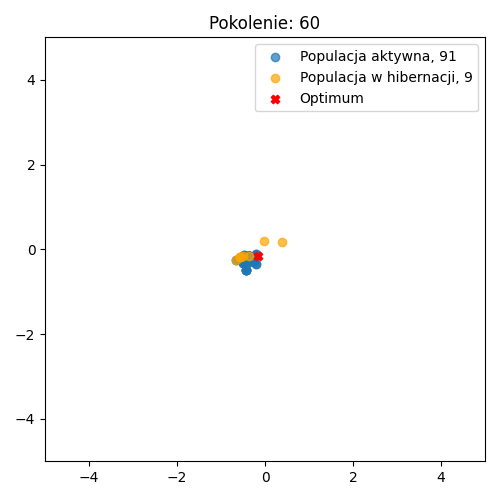 Pokolenie: 60
Populacja aktywna, 91
Populacja w hibernacji, 9
Optimum
4
2
0
−2
−4
−4
−2
0
2
4